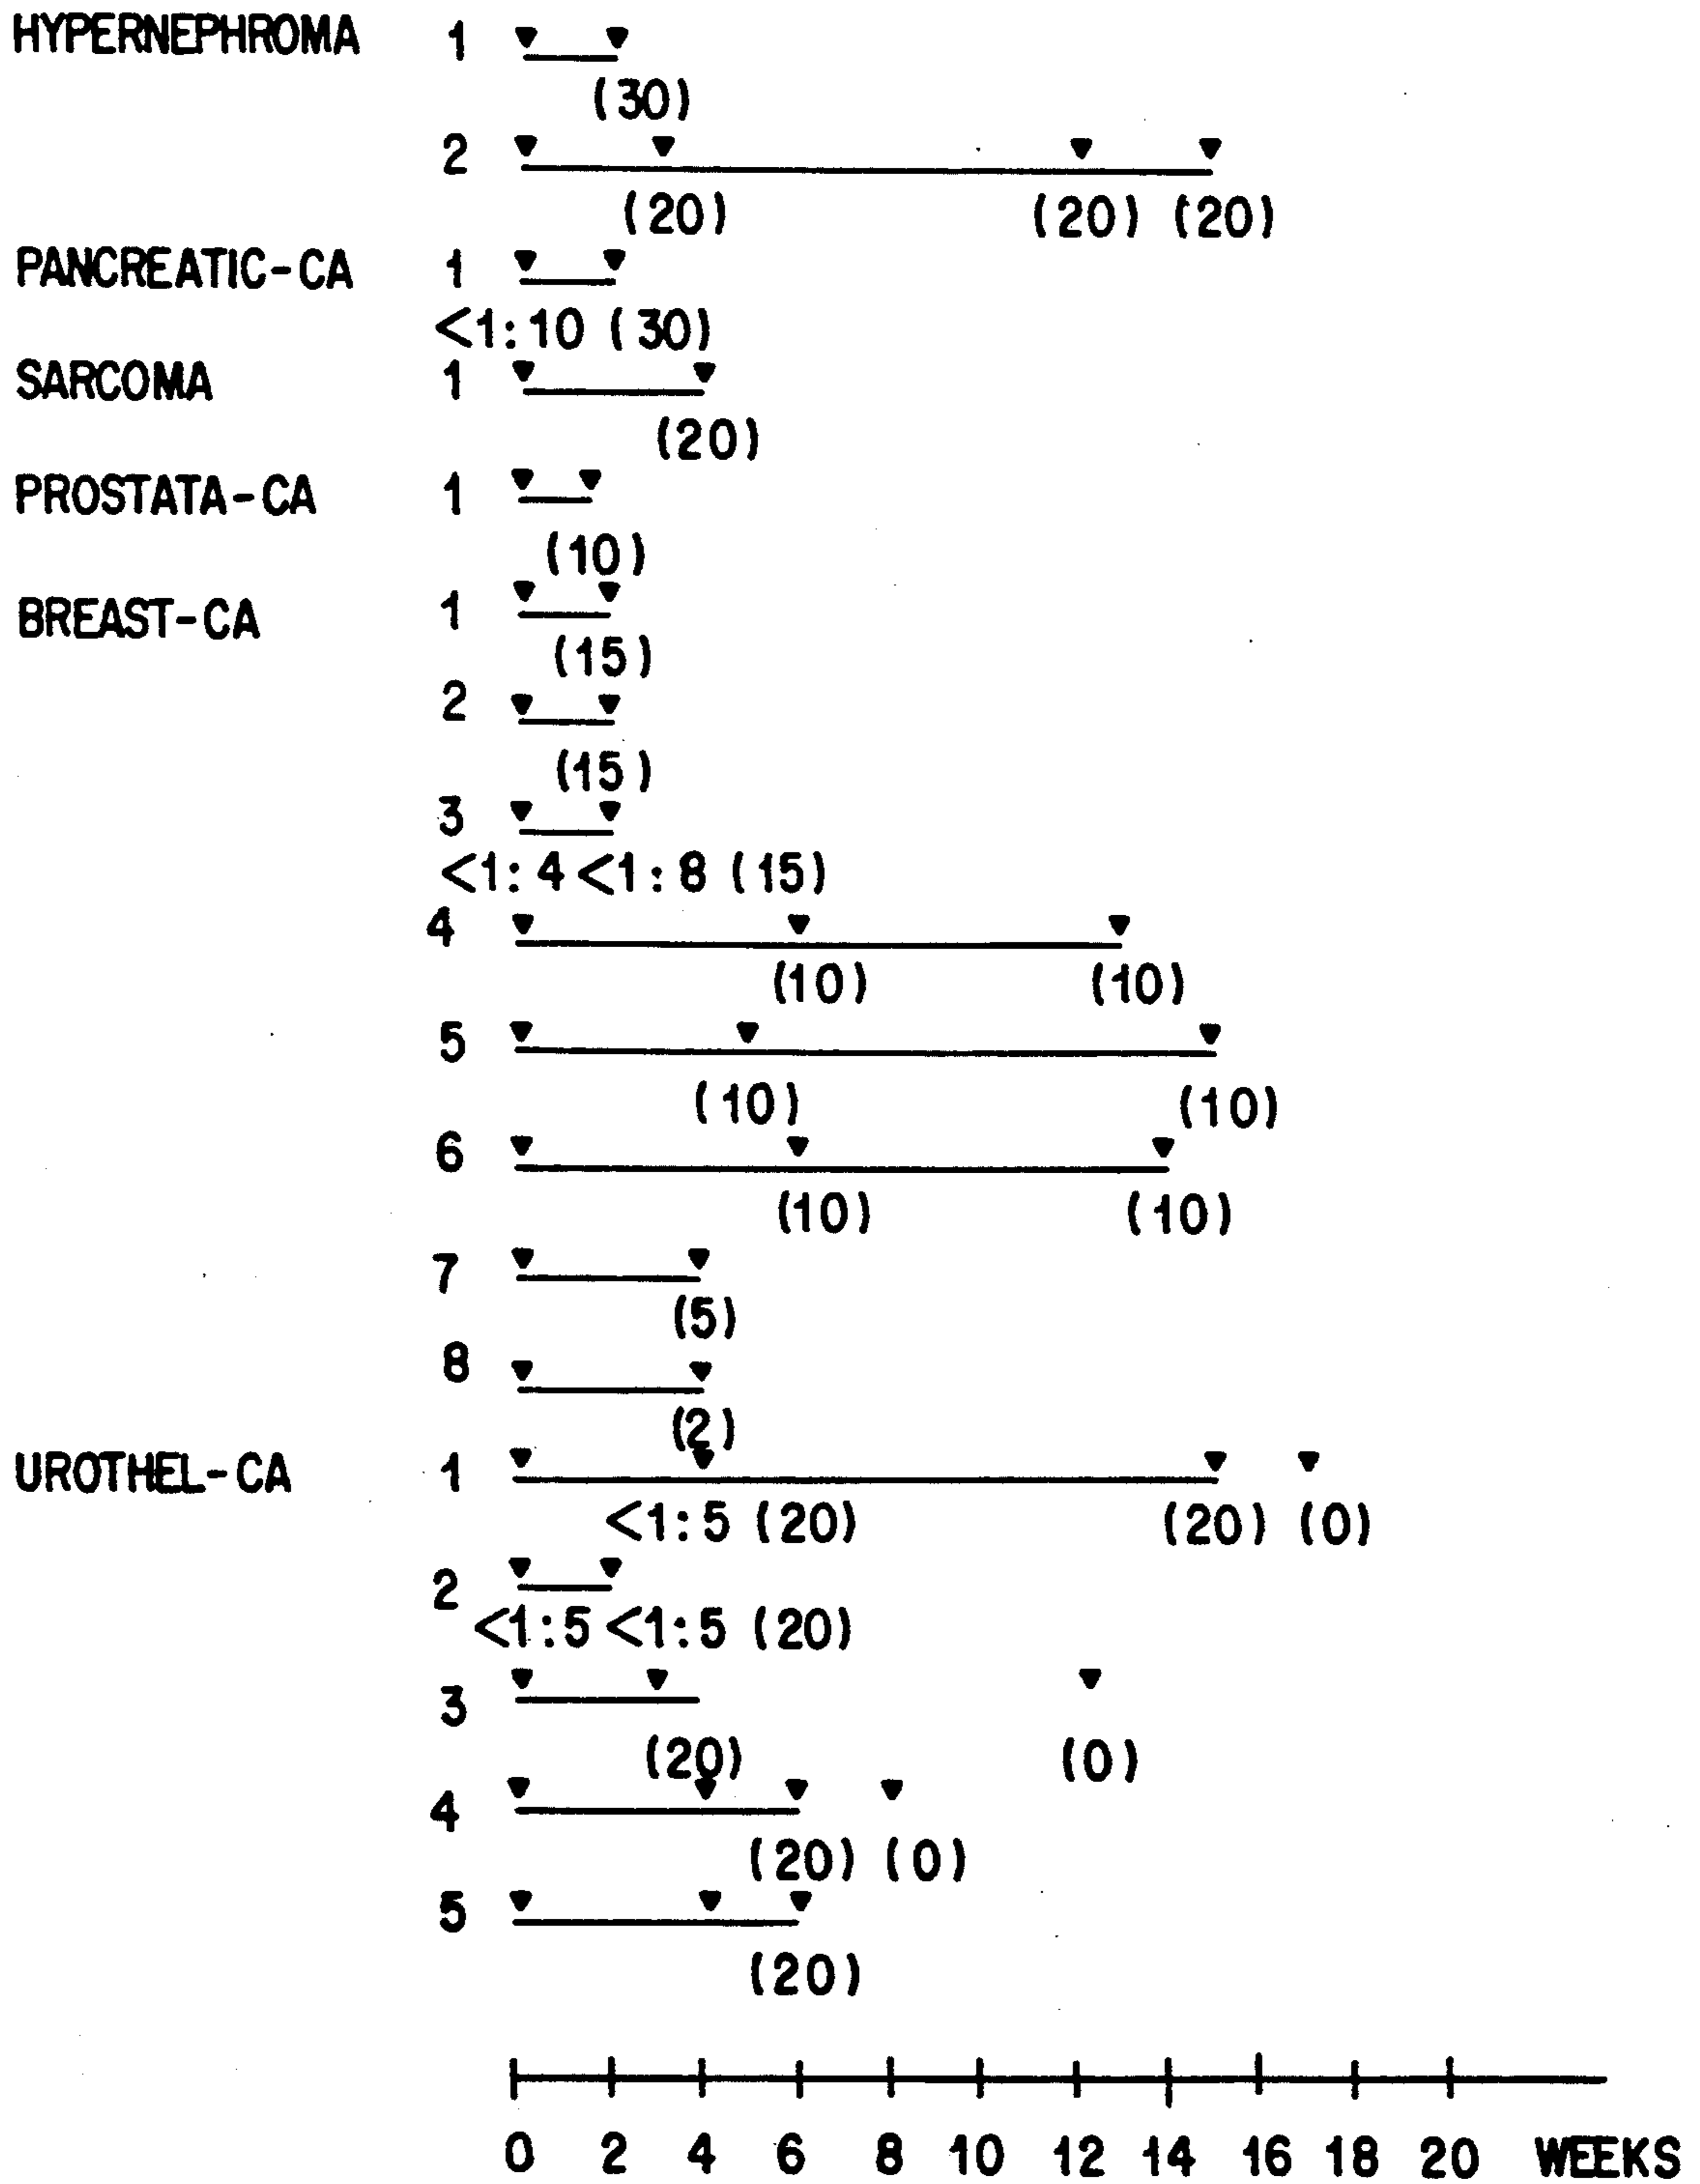 HYPERNEPHROMA 1
(30)
2
(20) (20) (20)
PANCREATIC-CA 1
<1:10 (30)
SARCOMA 1
(20)
PROSTATA-CA 1
(10)
BREAST-CA 1
(15)
2
(15)
3
<1:4 <1:8 (15)
4
(10) (10)
5
(10) (10)
6
(10) (10)
7
(5)
8
(2)
UROTHEL-CA 1
<1:5 (20) (20) (0)
2
<1:5 <1:5 (20)
3
(20) (0)
4
(20) (0)
5
(20)
0 2 4 6 8 10 12 14 16 18 20 WEEKS